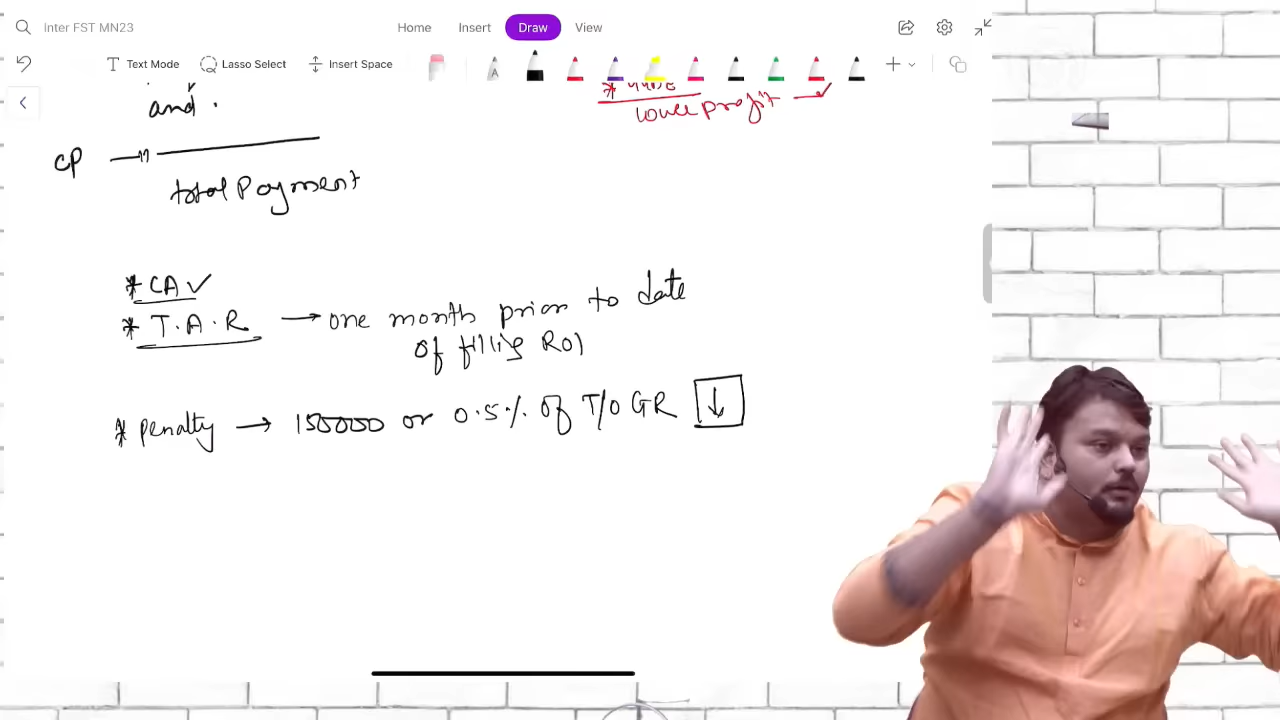 Inter FST MN23
Home Insert Draw View
Text Mode Lasso Select Insert Space
A
and
lower profit
CP
total Payment
* CA ✓
* T.A.R → one month prior to date
of filling ROI
* Penalty → 150000 or 0.5% of T/O GR ↓